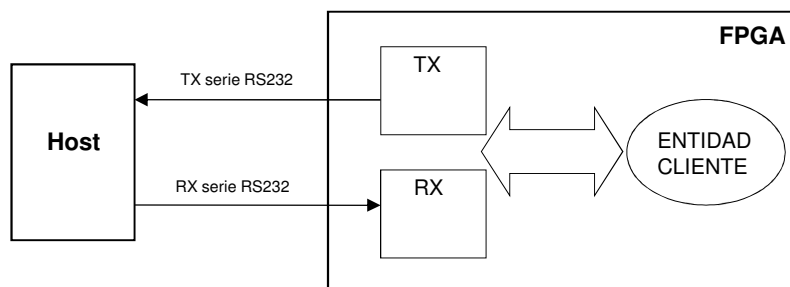 FPGA
TX
TX serie RS232
Host
ENTIDAD
CLIENTE
RX serie RS232
RX